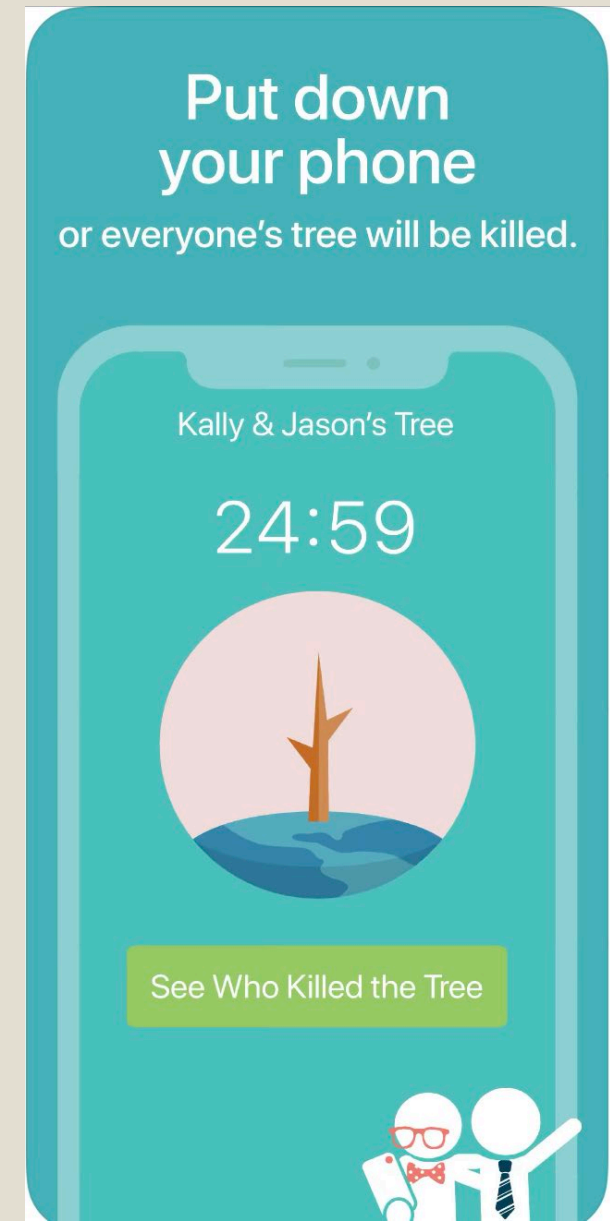 Put down
your phone
or everyone's tree will be killed.
Kally & Jason's Tree
24:59
See Who Killed the Tree